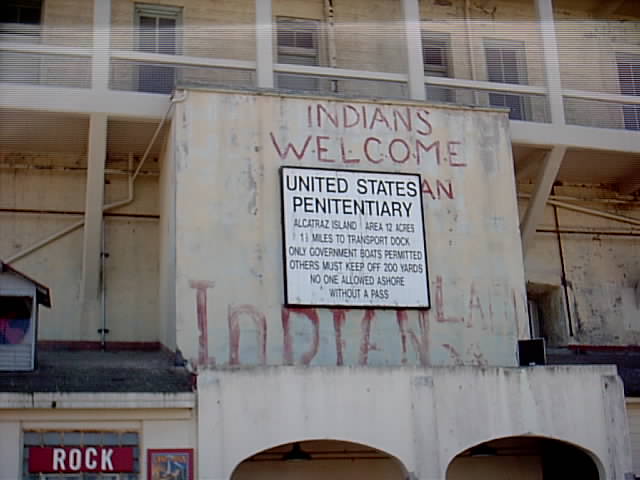 INDIANS
WELCOME
AN
UNITED STATES
PENITENTIARY
ALCATRAZ ISLAND AREA 12 ACRES
1½ MILES TO TRANSPORT DOCK
ONLY GOVERNMENT BOATS PERMITTED
OTHERS MUST KEEP OFF 200 YARDS
NO ONE ALLOWED ASHORE
WITHOUT A PASS
INDIAN LAND
ROCK